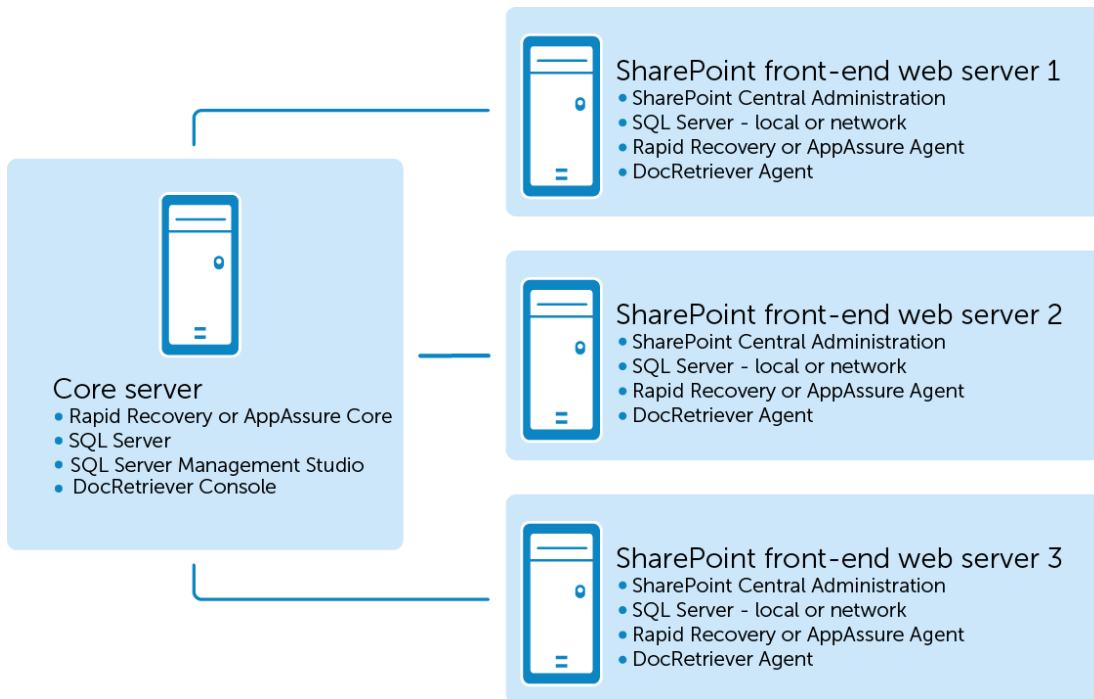 SharePoint front-end web server 1
• SharePoint Central Administration
• SQL Server - local or network
• Rapid Recovery or AppAssure Agent
• DocRetriever Agent
Core server
• Rapid Recovery or AppAssure Core
• SQL Server
• SQL Server Management Studio
• DocRetriever Console
SharePoint front-end web server 2
• SharePoint Central Administration
• SQL Server - local or network
• Rapid Recovery or AppAssure Agent
• DocRetriever Agent
SharePoint front-end web server 3
• SharePoint Central Administration
• SQL Server - local or network
• Rapid Recovery or AppAssure Agent
• DocRetriever Agent